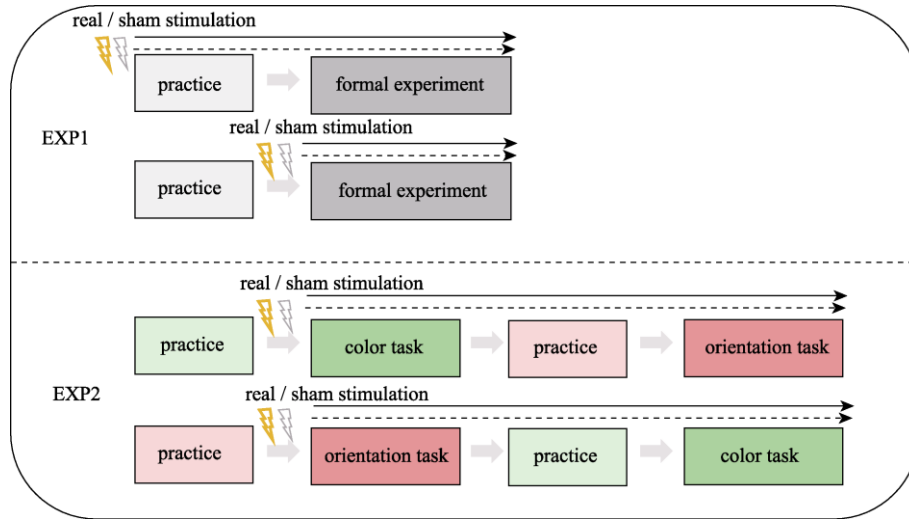 real / sham stimulation
practice
formal experiment
EXP1
real / sham stimulation
practice
formal experiment
real / sham stimulation
practice
color task
practice
orientation task
EXP2
real / sham stimulation
practice
orientation task
practice
color task